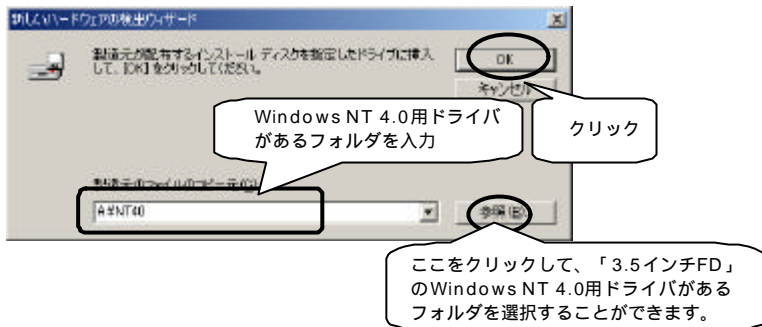 新しいハードウェアの検出ウィザード
製造元が配布するインストール ディスクを指定したドライブに挿入
して、[OK] をクリックしてください。
OK
キャンセル
Windows NT 4.0用ドライバ
があるフォルダを入力
クリック
製造元のファイルのコピー元(C)
A:¥NT40
参照(B)...
ここをクリックして、「3.5インチFD」
のWindows NT 4.0用ドライバがある
フォルダを選択することができます。